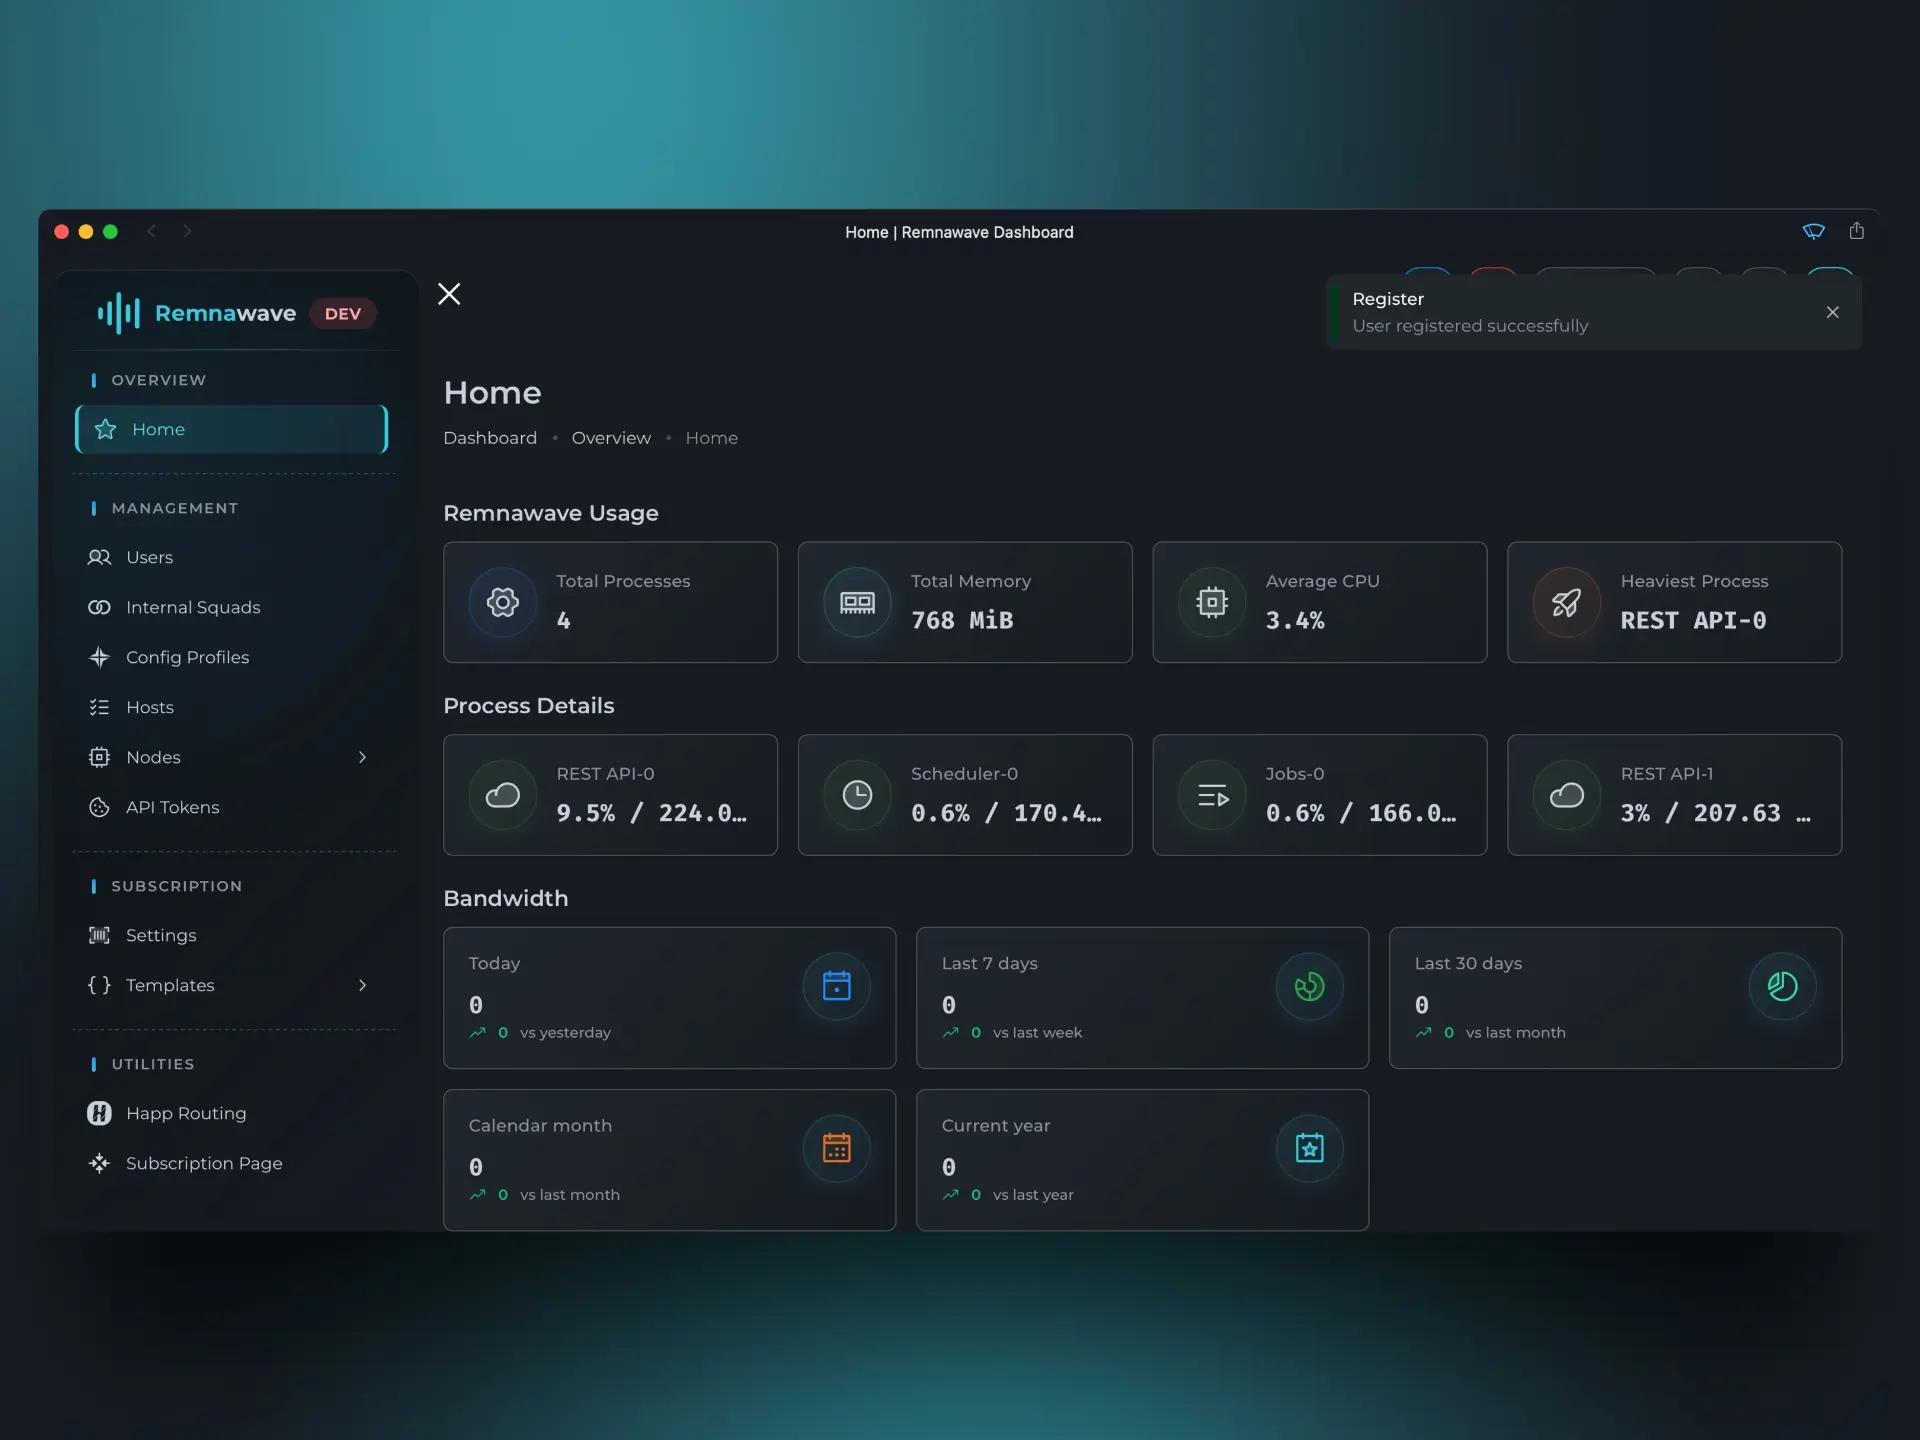 Home | Remnawave Dashboard
Remnawave DEV
OVERVIEW
Home
MANAGEMENT
Users
Internal Squads
Config Profiles
Hosts
Nodes
API Tokens
SUBSCRIPTION
Settings
Templates
UTILITIES
Happ Routing
Subscription Page
Register
User registered successfully
Home
Dashboard • Overview • Home
Remnawave Usage
Total Processes
4
Total Memory
768 MiB
Average CPU
3.4%
Heaviest Process
REST API-0
Process Details
REST API-0
9.5% / 224.0…
Scheduler-0
0.6% / 170.4…
Jobs-0
0.6% / 166.0…
REST API-1
3% / 207.63 …
Bandwidth
Today
0
0 vs yesterday
Last 7 days
0
0 vs last week
Last 30 days
0
0 vs last month
Calendar month
0
0 vs last month
Current year
0
0 vs last year